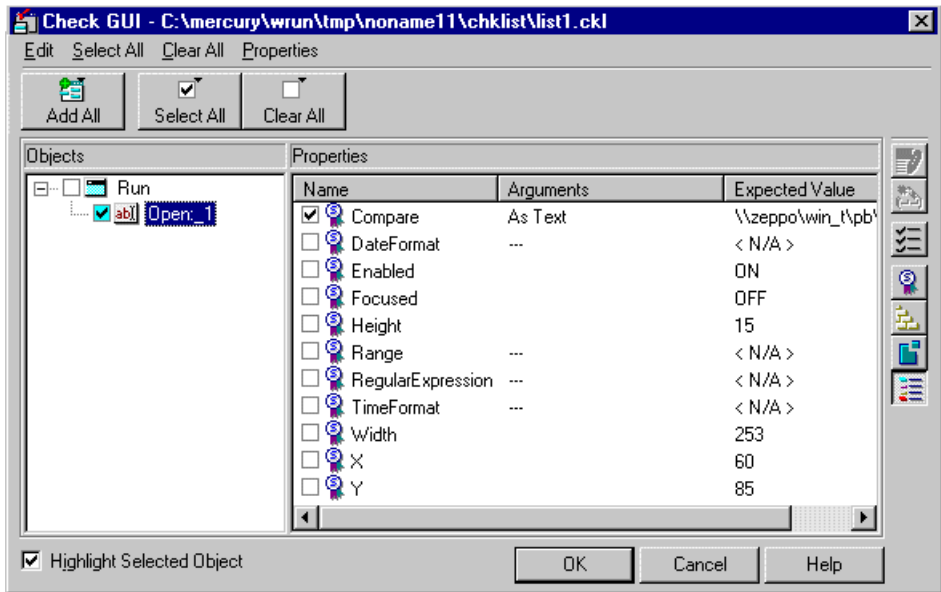 Check GUI - C:\mercury\wrun\tmp\noname11\chklist\list1.ckl
Edit Select All Clear All Properties
Add All Select All Clear All
Objects Properties
Run
Open:_1
Name Arguments Expected Value
Compare As Text \\zeppo\win_t\pb\
DateFormat --- < N/A >
Enabled ON
Focused OFF
Height 15
Range --- < N/A >
RegularExpression --- < N/A >
TimeFormat --- < N/A >
Width 253
X 60
Y 85
Highlight Selected Object OK Cancel Help